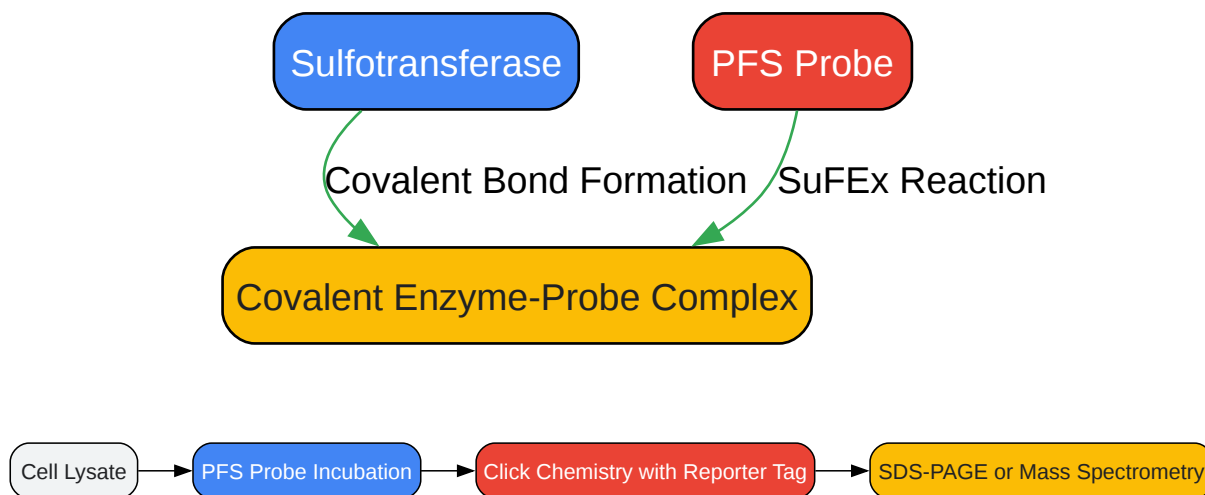 Sulfotransferase
PFS Probe
Covalent Bond Formation
SuFEx Reaction
Covalent Enzyme-Probe Complex
Cell Lysate
PFS Probe Incubation
Click Chemistry with Reporter Tag
SDS-PAGE or Mass Spectrometry